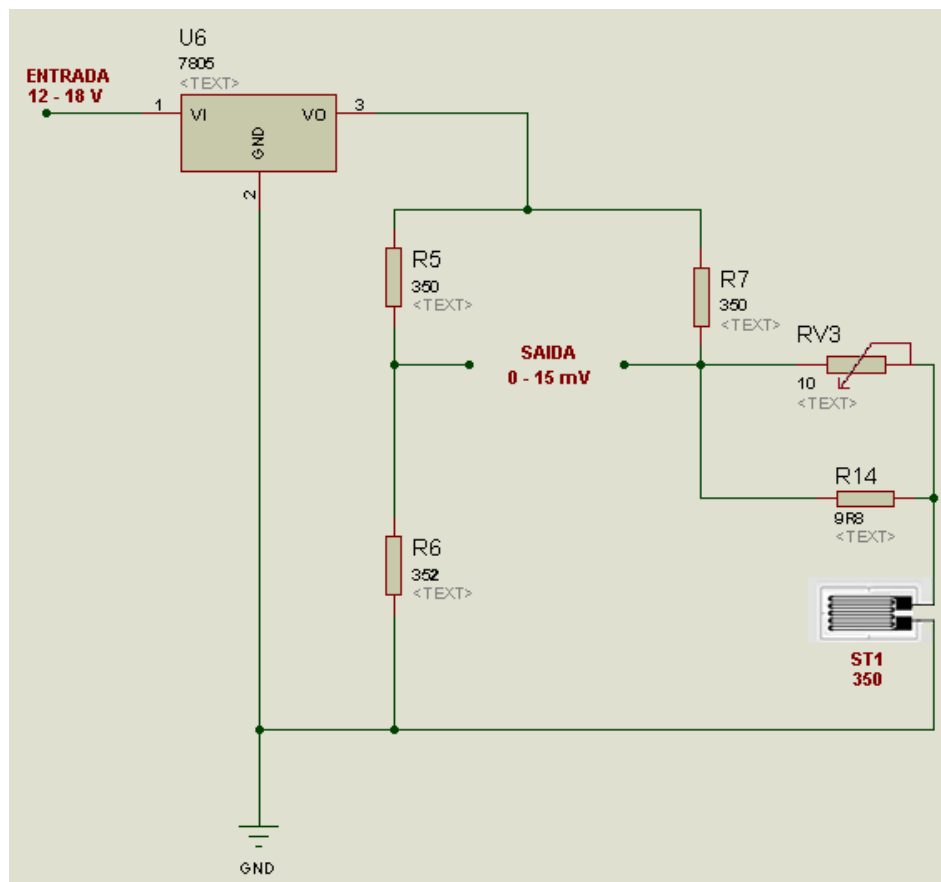 U6
7805
<TEXT>
ENTRADA
12 - 18 V
1
VI
VO
3
GND
2
R5
350
<TEXT>
R7
350
<TEXT>
SAIDA
0 - 15 mV
RV3
10
<TEXT>
R14
9R8
<TEXT>
R6
352
<TEXT>
ST1
350
GND